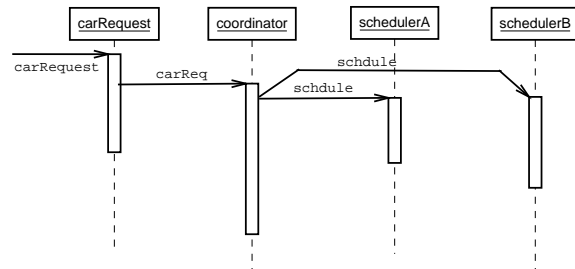 carRequest
coordinator
schedulerA
schedulerB
carRequest
carReq
schdule
schdule